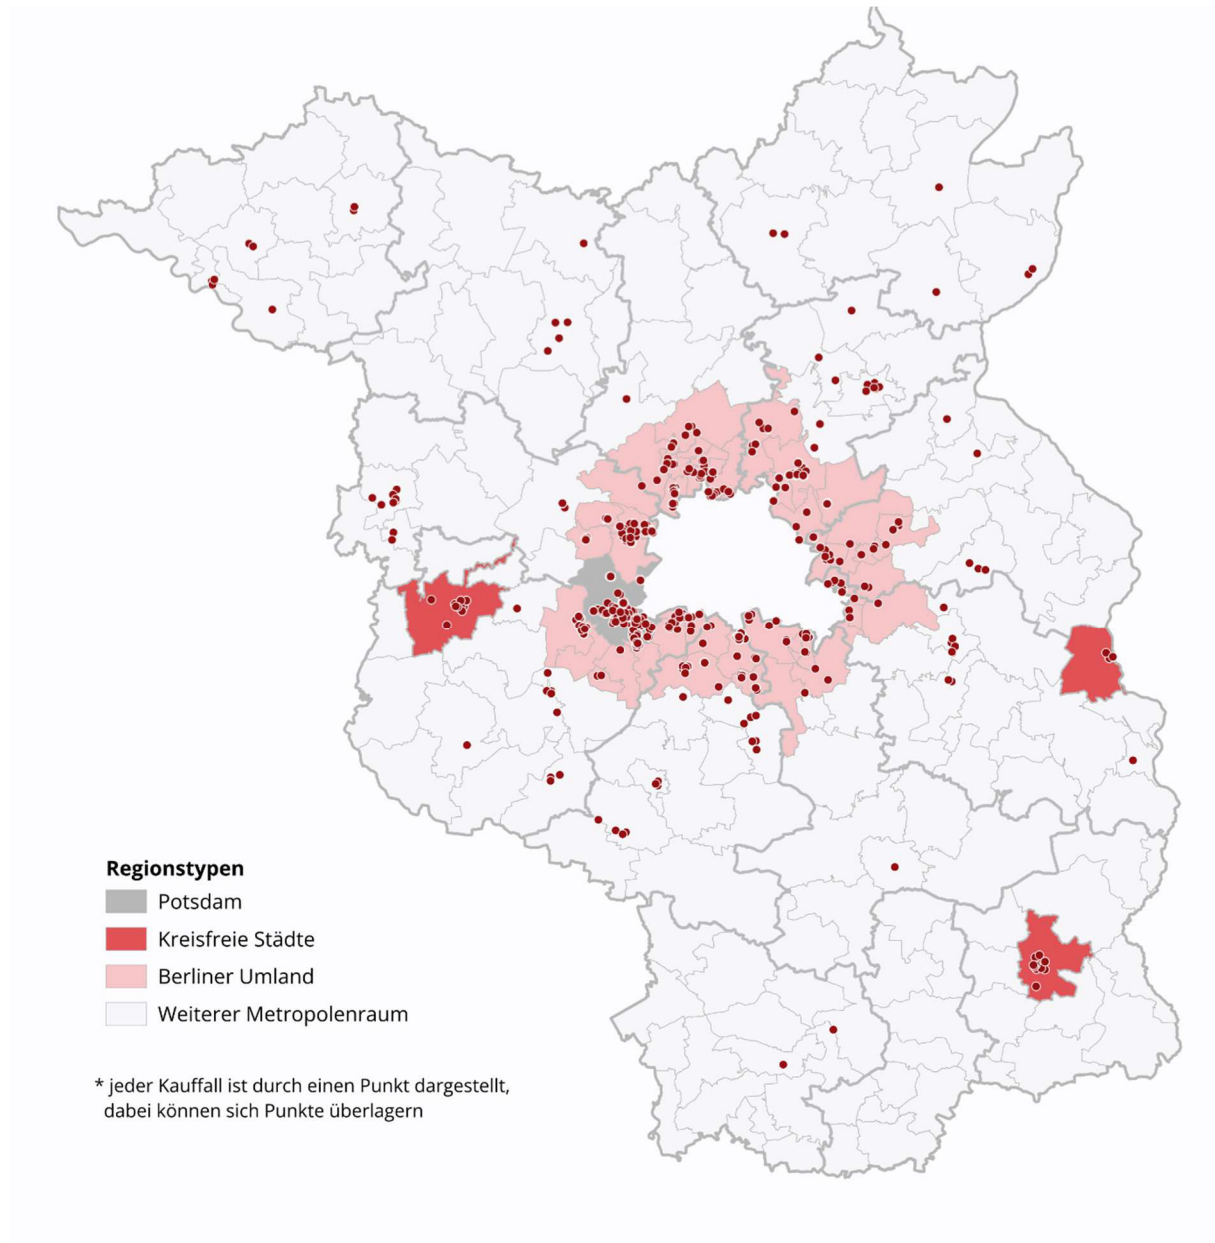 Regionstypen
Potsdam
Kreisfreie Städte
Berliner Umland
Weiterer Metropolenraum
* jeder Kauffall ist durch einen Punkt dargestellt,
dabei können sich Punkte überlagern